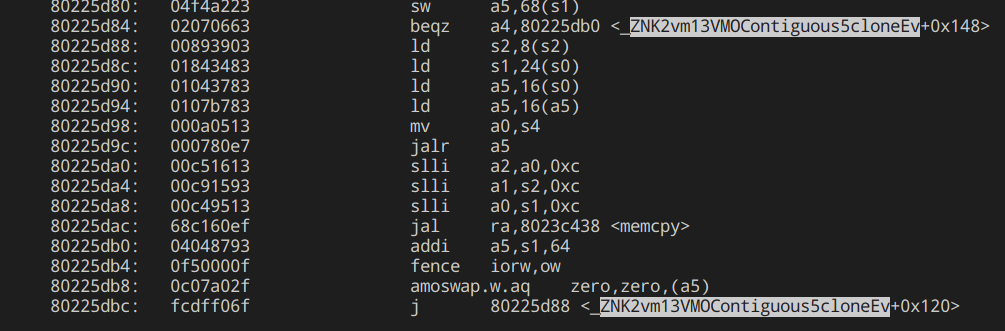 80225d80: 04f4a223 sw a5,68(s1)
80225d84: 02070663 beqz a4,80225db0 <_ZNK2vm13VMOContiguous5cloneEv+0x148>
80225d88: 00893903 ld s2,8(s2)
80225d8c: 01843483 ld s1,24(s0)
80225d90: 01043783 ld a5,16(s0)
80225d94: 0107b783 ld a5,16(a5)
80225d98: 000a0513 mv a0,s4
80225d9c: 000780e7 jalr a5
80225da0: 00c51613 slli a2,a0,0xc
80225da4: 00c91593 slli a1,s2,0xc
80225da8: 00c49513 slli a0,s1,0xc
80225dac: 68c160ef jal ra,8023c438 <memcpy>
80225db0: 04048793 addi a5,s1,64
80225db4: 0f50000f fence iorw,ow
80225db8: 0c07a02f amoswap.w.aq zero,zero,(a5)
80225dbc: fcdff06f j 80225d88 <_ZNK2vm13VMOContiguous5cloneEv+0x120>